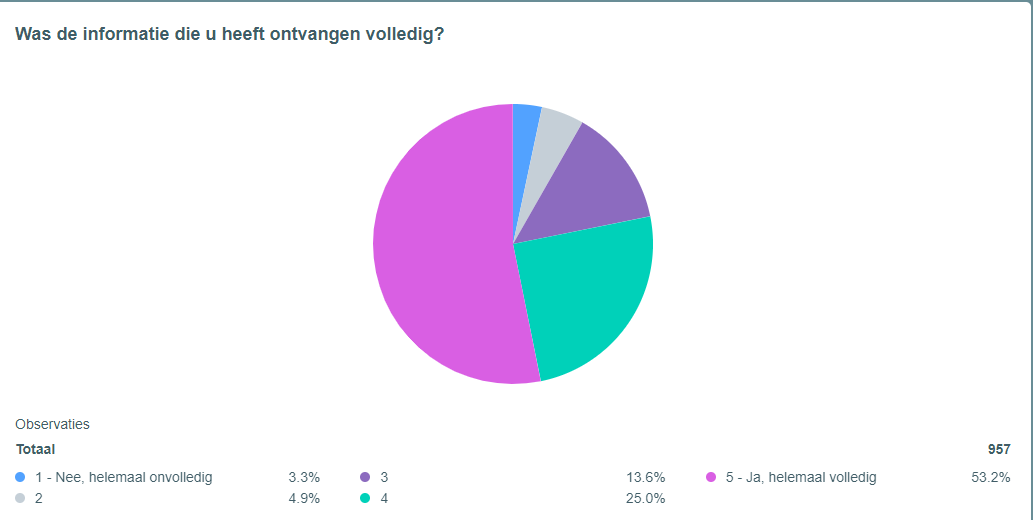 Was de informatie die u heeft ontvangen volledig?
Observaties
Totaal 957
1 - Nee, helemaal onvolledig 3.3% 3 13.6% 5 - Ja, helemaal volledig 53.2%
2 4.9% 4 25.0%